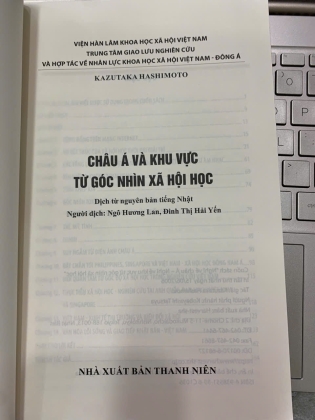 VIỆN HÀN LÂM KHOA HỌC XÃ HỘI VIỆT NAM
TRUNG TÂM GIAO LƯU NGHIÊN CỨU
VÀ HỢP TÁC VỀ NHÂN LỰC KHOA HỌC XÃ HỘI VIỆT NAM - ĐÔNG Á
KAZUTAKA HASHIMOTO
CHÂU Á VÀ KHU VỰC
TỪ GÓC NHÌN XÃ HỘI HỌC
Dịch từ nguyên bản tiếng Nhật
Người dịch: Ngô Hương Lan, Đinh Thị Hải Yến
NHÀ XUẤT BẢN THANH NIÊN